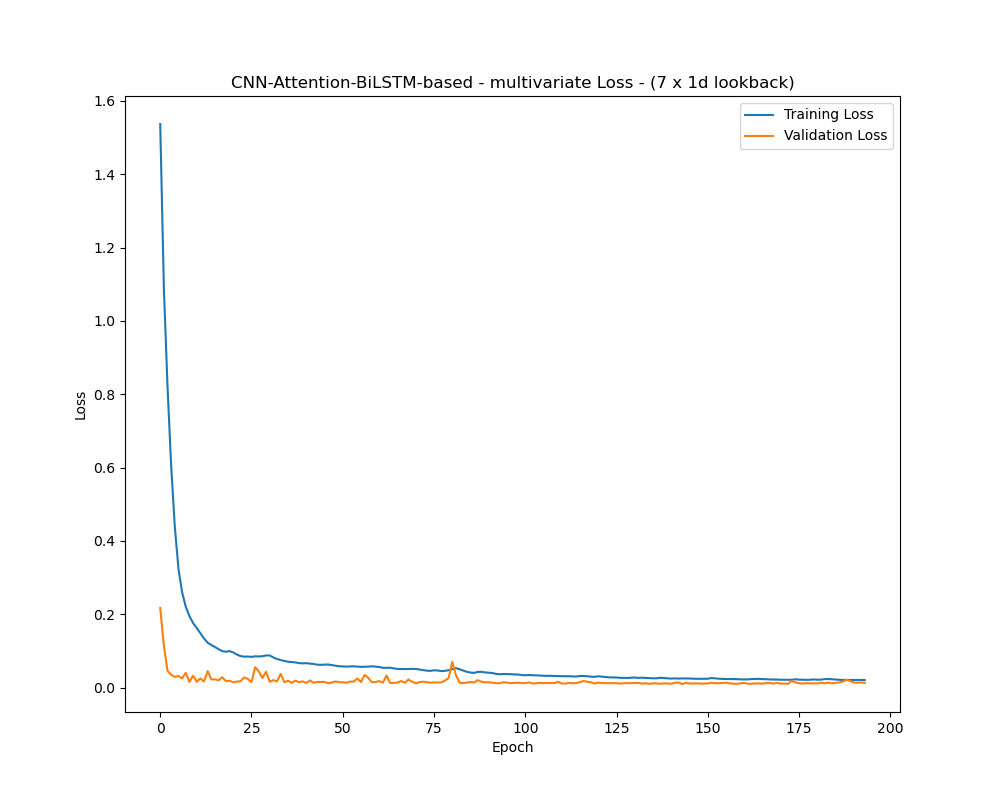 CNN-Attention-BiLSTM-based - multivariate Loss - (7 x 1d lookback)
Training Loss
Validation Loss
1.6
1.4
1.2
1.0
0.8
0.6
0.4
0.2
0.0
Loss
0 25 50 75 100 125 150 175 200
Epoch